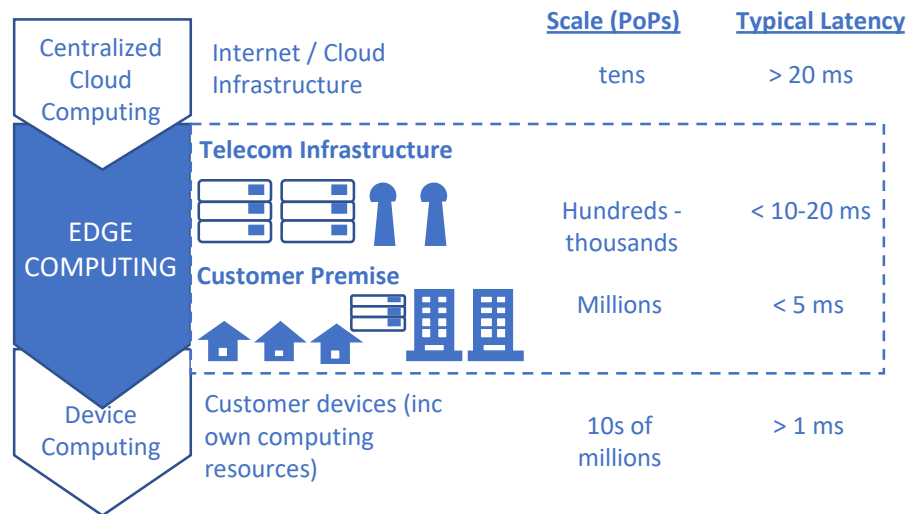 Scale (PoPs)
Typical Latency
Centralized
Cloud
Computing
Internet / Cloud
Infrastructure
tens
> 20 ms
Telecom Infrastructure
EDGE
COMPUTING
Hundreds -
thousands
< 10-20 ms
Customer Premise
Millions
< 5 ms
Device
Computing
Customer devices (inc
own computing
resources)
10s of
millions
> 1 ms